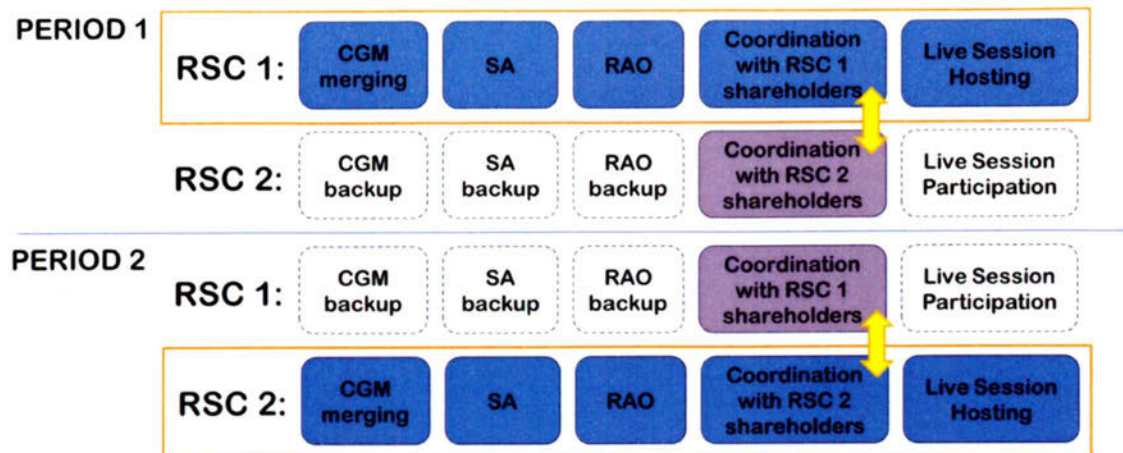 PERIOD 1
RSC 1:
CGM
merging
SA
RAO
Coordination
with RSC 1
shareholders
Live Session
Hosting
RSC 2:
CGM
backup
SA
backup
RAO
backup
Coordination
with RSC 2
shareholders
Live Session
Participation
PERIOD 2
RSC 1:
CGM
backup
SA
backup
RAO
backup
Coordination
with RSC 1
shareholders
Live Session
Participation
RSC 2:
CGM
merging
SA
RAO
Coordination
with RSC 2
shareholders
Live Session
Hosting